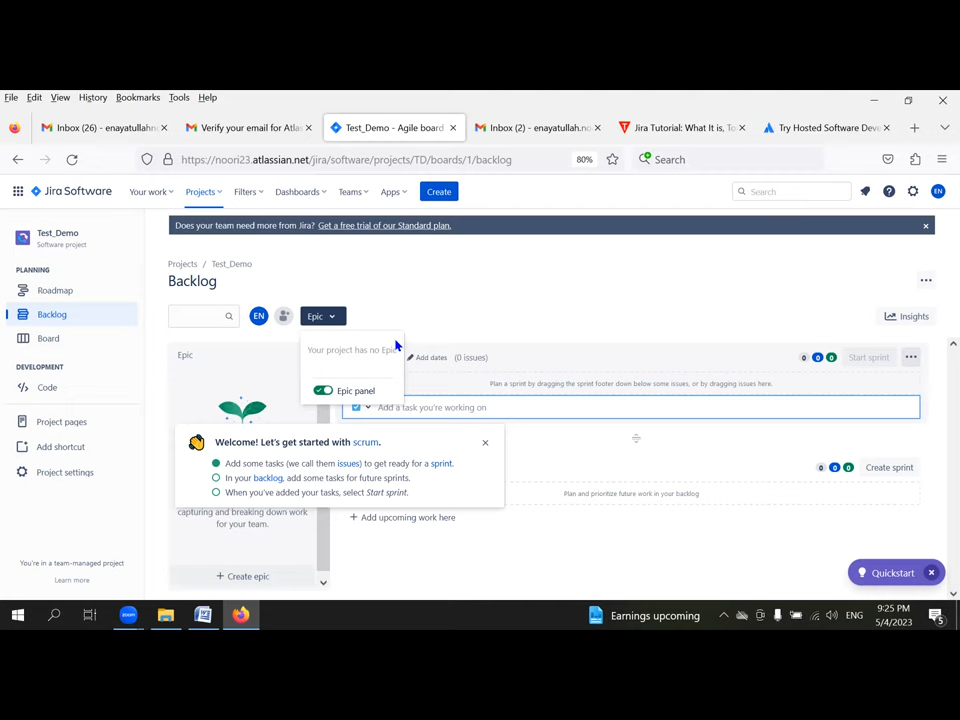 File Edit View History Bookmarks Tools Help
Inbox (26) - enayatullahn
Verify your email for Atlas
Test_Demo - Agile board
Inbox (2) - enayatullah.no
Jira Tutorial: What It is, To
Try Hosted Software Deve
https://noori23.atlassian.net/jira/software/projects/TD/boards/1/backlog
80%
Search
Jira Software
Your work
Projects
Filters
Dashboards
Teams
Apps
Create
Search
EN
Test_Demo
Software project
Does your team need more from Jira? Get a free trial of our Standard plan.
PLANNING
Roadmap
Backlog
Board
DEVELOPMENT
Code
Project pages
Add shortcut
Project settings
You're in a team-managed project
Learn more
Projects / Test_Demo
Backlog
EN
Epic
Insights
Epic
Your project has no Epic
Epic panel
Add dates (0 issues)
0 0 0 Start sprint
Plan a sprint by dragging the sprint footer down below some issues, or by dragging issues here.
Add a task you're working on
Welcome! Let's get started with scrum.
Add some tasks (we call them issues) to get ready for a sprint.
In your backlog, add some tasks for future sprints.
When you've added your tasks, select Start sprint.
0 0 0 Create sprint
Plan and prioritize future work in your backlog
+ Add upcoming work here
capturing and breaking down work
for your team.
+ Create epic
Quickstart
zoom
Earnings upcoming
ENG
9:25 PM
5/4/2023
5